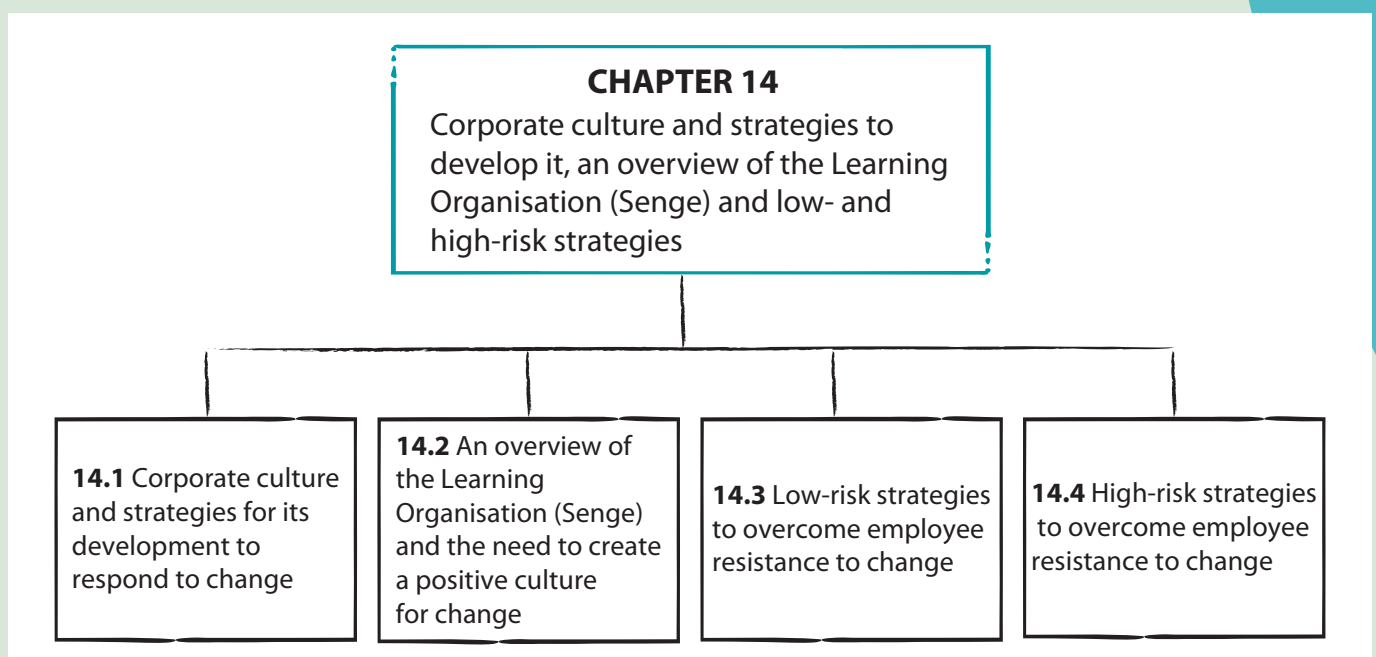 CHAPTER 14
Corporate culture and strategies to
develop it, an overview of the Learning
Organisation (Senge) and low- and
high-risk strategies
14.1 Corporate culture
and strategies for its
development to
respond to change
14.2 An overview of
the Learning
Organisation (Senge)
and the need to create
a positive culture
for change
14.3 Low-risk strategies
to overcome employee
resistance to change
14.4 High-risk strategies
to overcome employee
resistance to change